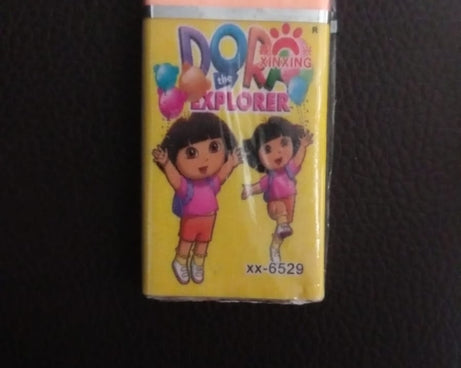 DORA
XINXING
®
the
EXPLORER
XX-6529